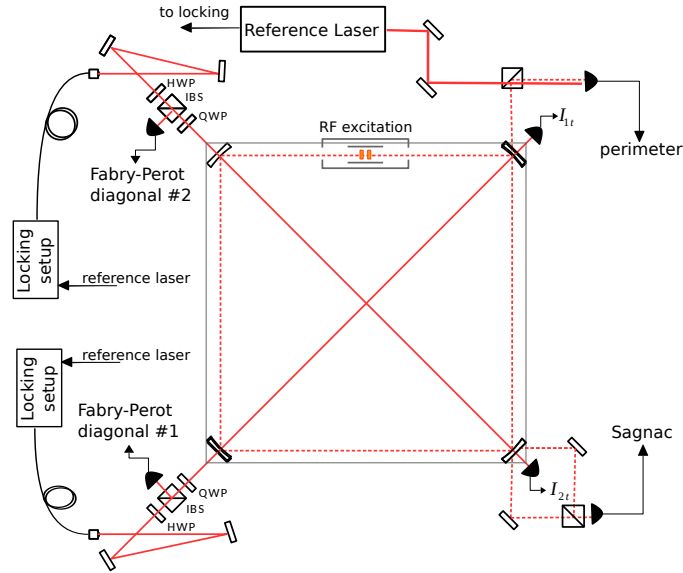 to locking
Reference Laser
HWP
IBS
QWP
RF excitation
I1t
perimeter
Fabry-Perot
diagonal #2
Locking
setup
reference laser
reference laser
Locking
setup
Fabry-Perot
diagonal #1
Sagnac
QWP
IBS
HWP
I2t